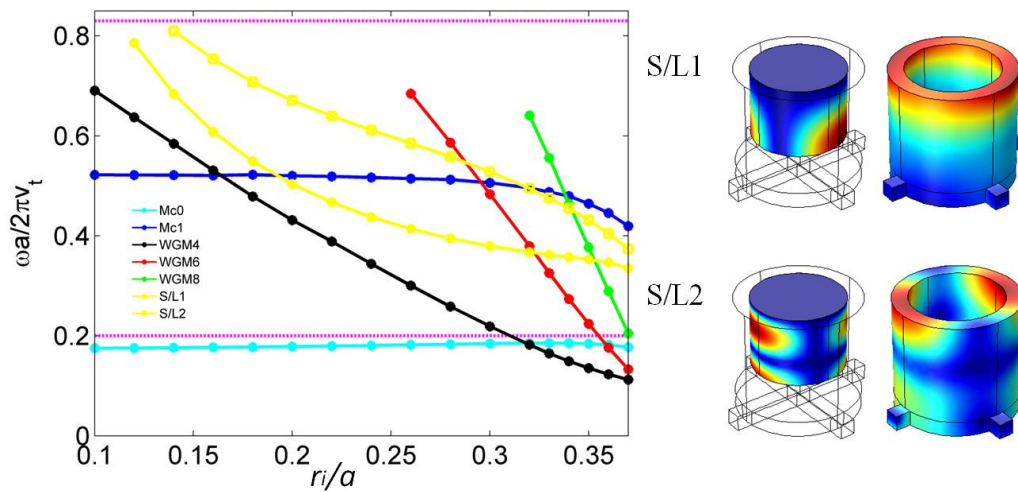 0.8
0.6
0.4
0.2
0
ωa/2πv_t
Mc0
Mc1
WGM4
WGM6
WGM8
S/L1
S/L2
0.1
0.15
0.2
0.25
0.3
0.35
r_i/a
S/L1
S/L2